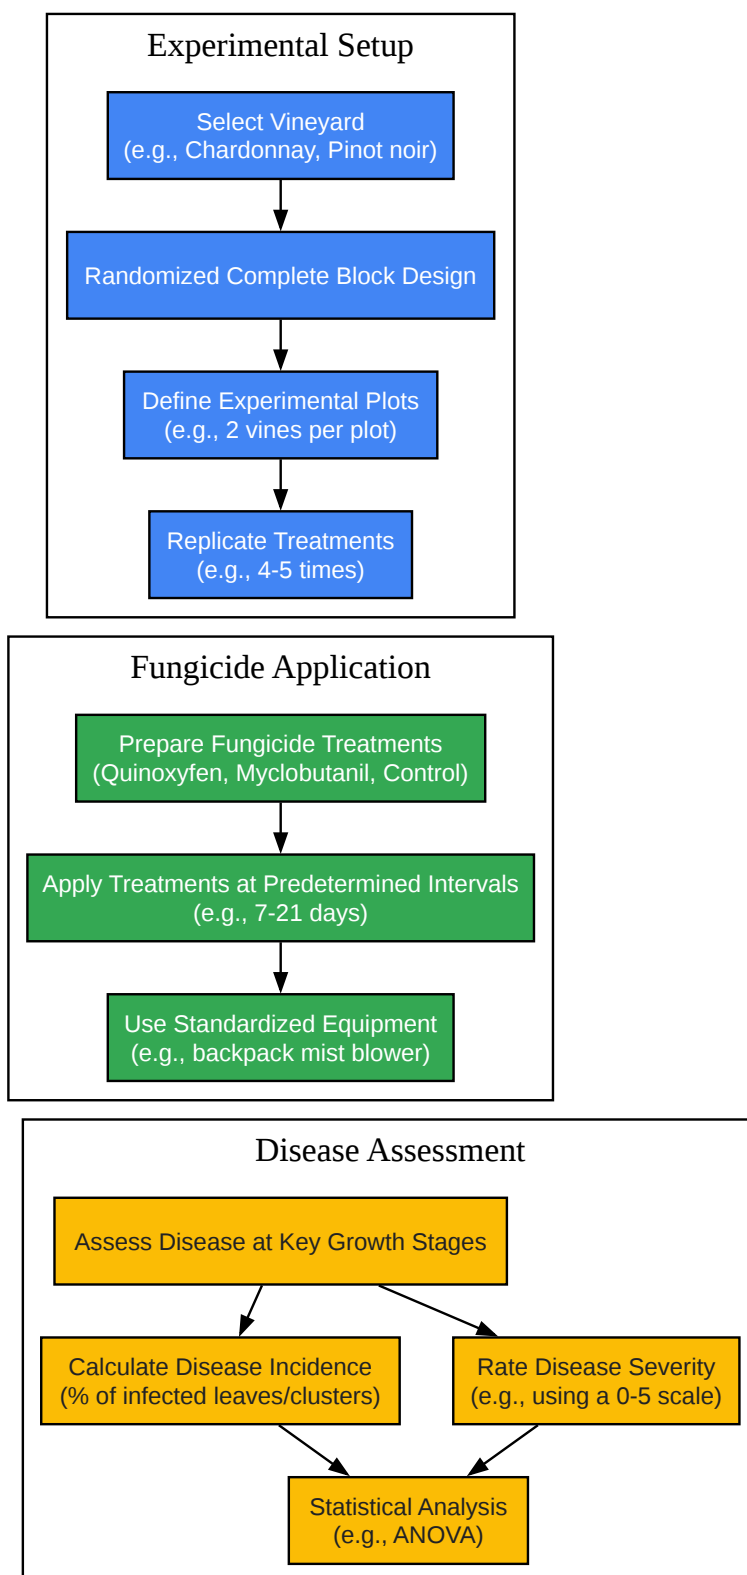 Experimental Setup
Select Vineyard
(e.g., Chardonnay, Pinot noir)
Randomized Complete Block Design
Define Experimental Plots
(e.g., 2 vines per plot)
Replicate Treatments
(e.g., 4-5 times)
Fungicide Application
Prepare Fungicide Treatments
(Quinoxyfen, Myclobutanil, Control)
Apply Treatments at Predetermined Intervals
(e.g., 7-21 days)
Use Standardized Equipment
(e.g., backpack mist blower)
Disease Assessment
Assess Disease at Key Growth Stages
Calculate Disease Incidence
(% of infected leaves/clusters)
Rate Disease Severity
(e.g., using a 0-5 scale)
Statistical Analysis
(e.g., ANOVA)